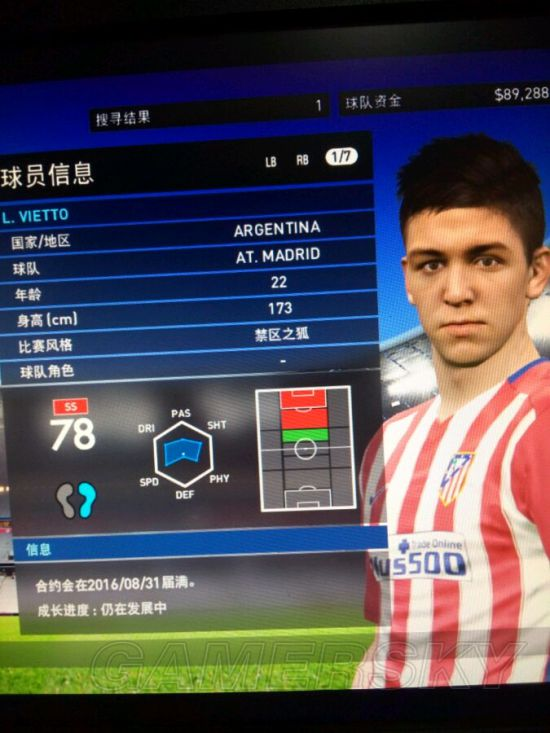 搜寻结果 1 球队资金 $89,288
球员信息 LB RB 1/7
L. VIETTO
国家/地区 ARGENTINA
球队 AT. MADRID
年龄 22
身高 (cm) 173
比赛风格 禁区之狐
球队角色 -
SS
78
PAS
DRI SHT
SPD PHY
DEF
信息
合约会在2016/08/31届满。
成长进度 : 仍在发展中
Trade Online
lus500
GAMERSKY